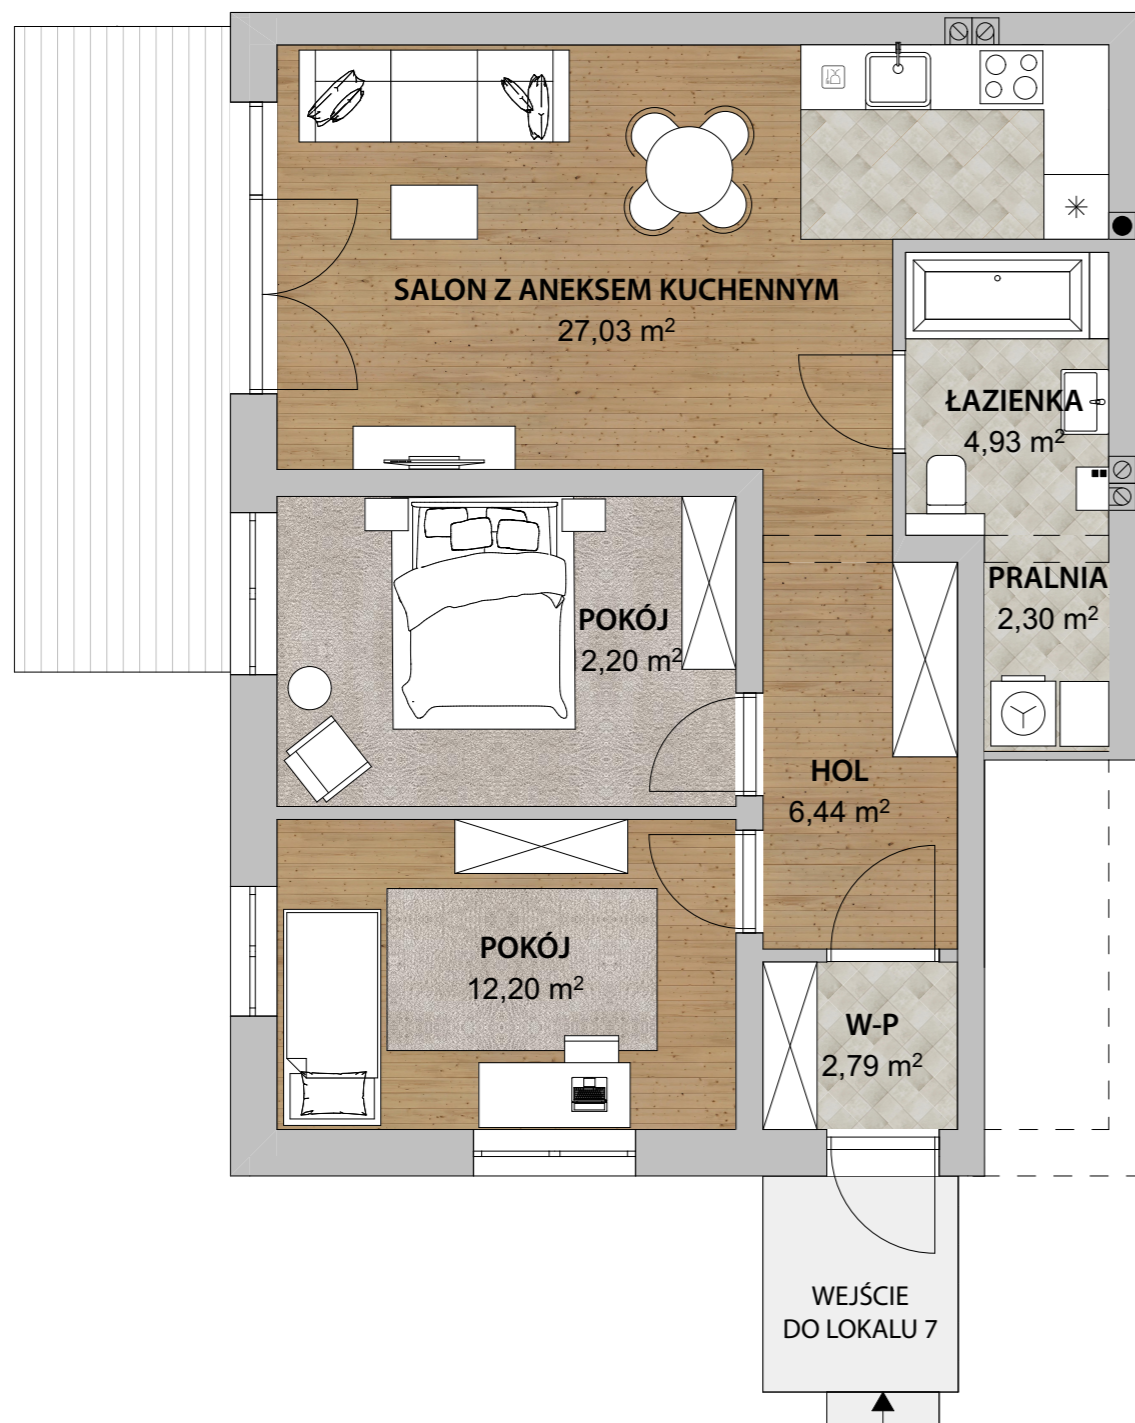 SALON Z ANEKSEM KUCHENNYM
27,03 m²
ŁAZIENKA
4,93 m²
PRALNIA
2,30 m²
POKÓJ
2,20 m²
HOL
6,44 m²
POKÓJ
12,20 m²
W-P
2,79 m²
WEJŚCIE
DO LOKALU 7